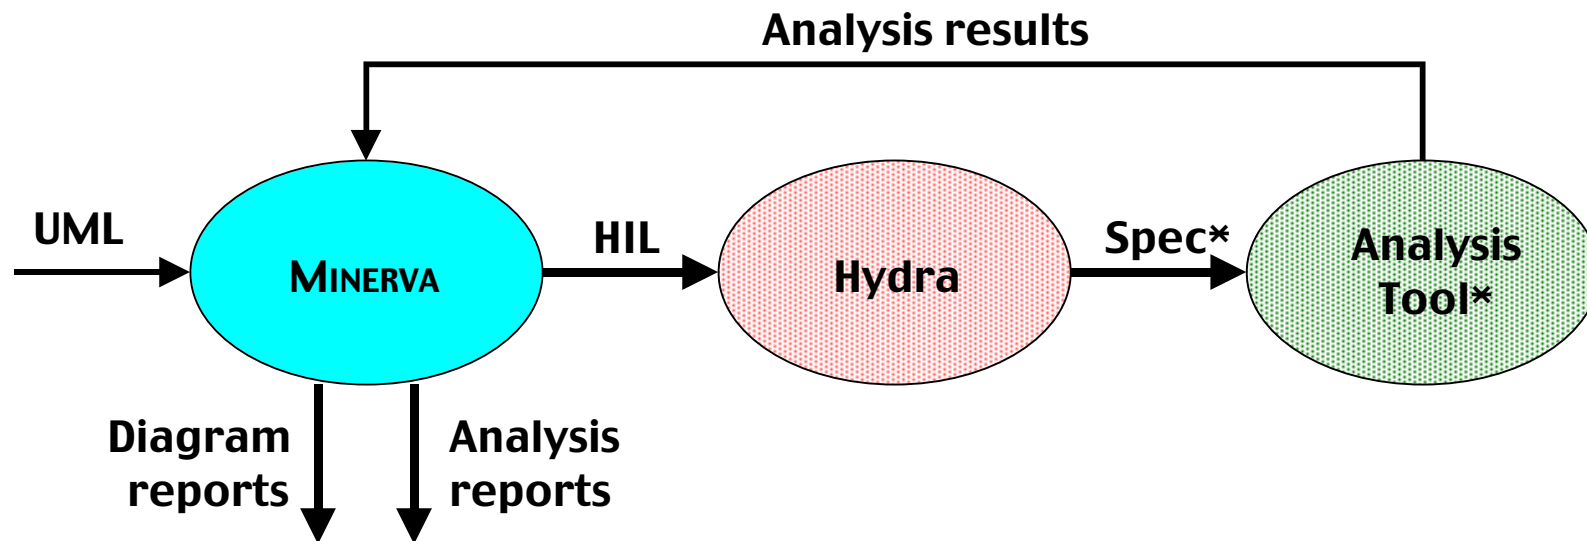 Analysis results
UML
MINERVA
HIL
Hydra
Spec*
Analysis
Tool*
Diagram
reports
Analysis
reports